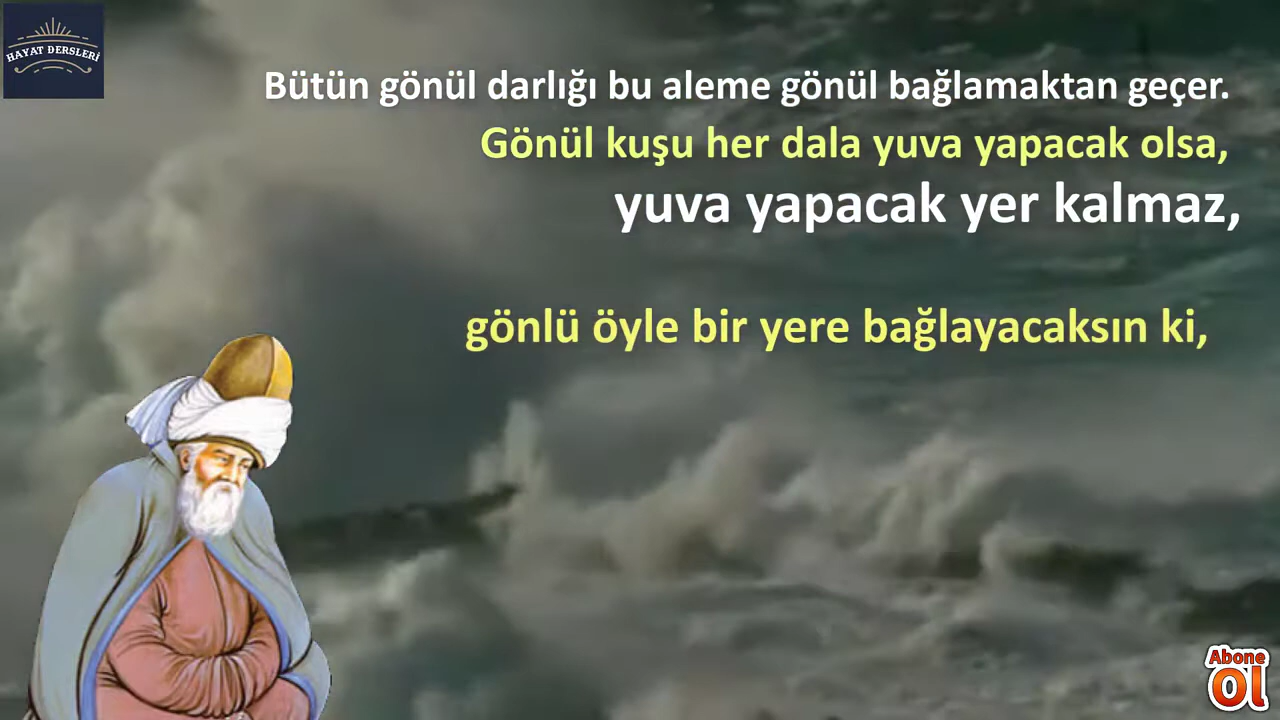 HAYAT DERSLERİ
Bütün gönül darlığı bu aleme gönül bağlamaktan geçer.
Gönül kuşu her dala yuva yapacak olsa,
yuva yapacak yer kalmaz,
gönlü öyle bir yere bağlayacaksın ki,
Abone
Ol